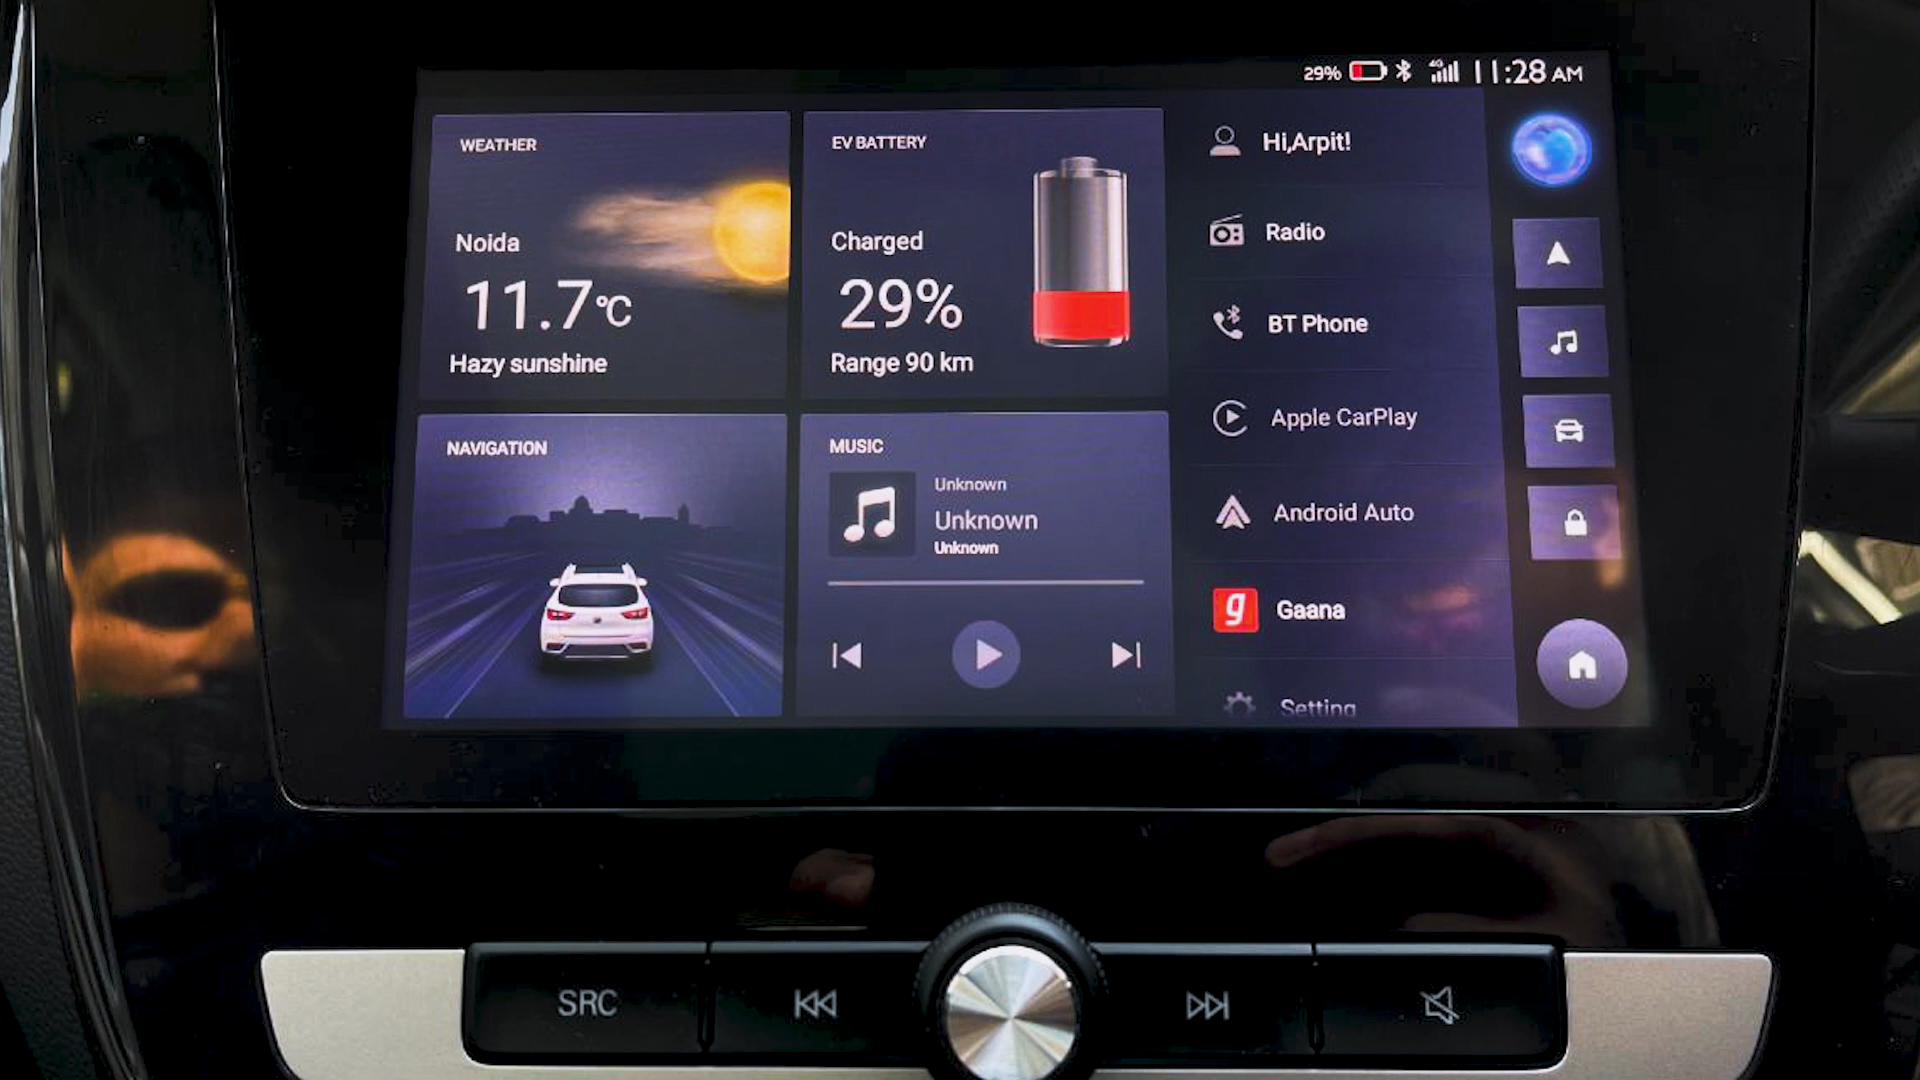 29% 4G 11:28 AM
WEATHER
Noida
11.7°C
Hazy sunshine
EV BATTERY
Charged
29%
Range 90 km
NAVIGATION
MUSIC
Unknown
Unknown
Unknown
Hi,Arpit!
Radio
BT Phone
Apple CarPlay
Android Auto
g Gaana
Setting
SRC